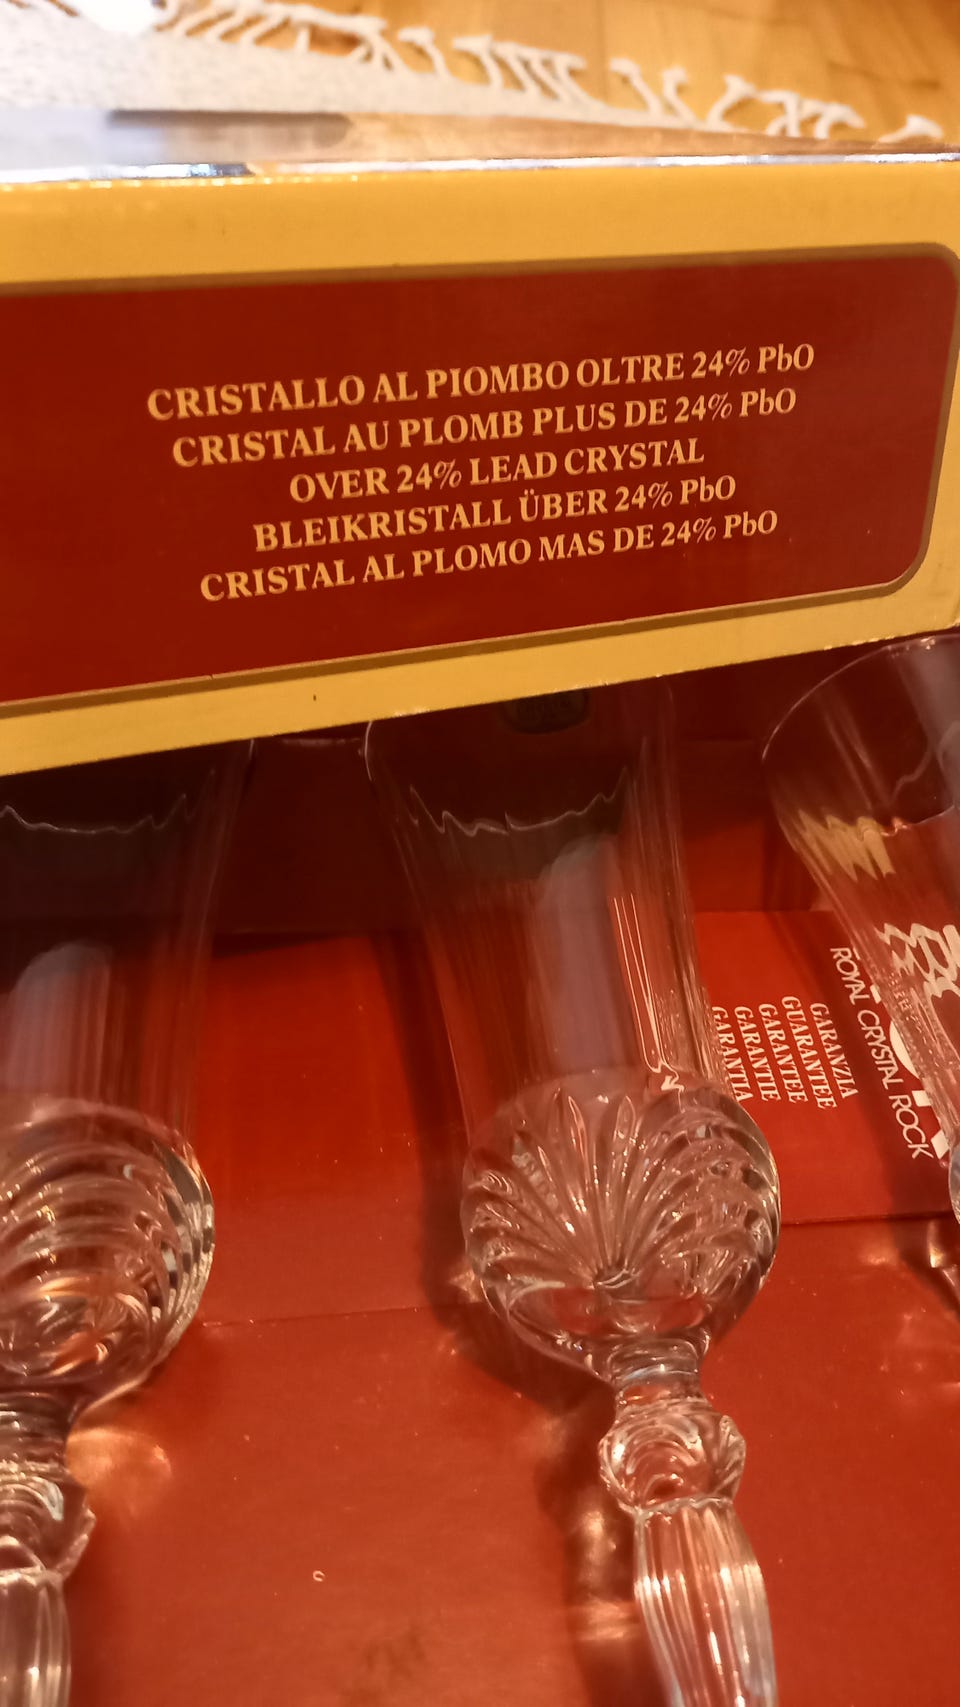 CRISTALLO AL PIOMBO OLTRE 24% PbO
CRISTAL AU PLOMB PLUS DE 24% PbO
OVER 24% LEAD CRYSTAL
BLEIKRISTALL ÜBER 24% PbO
CRISTAL AL PLOMO MAS DE 24% PbO
ROYAL CRYSTAL ROCK
GARANZIA
GUARANTEE
GARANTEE
GARANTIE
GARANTIA